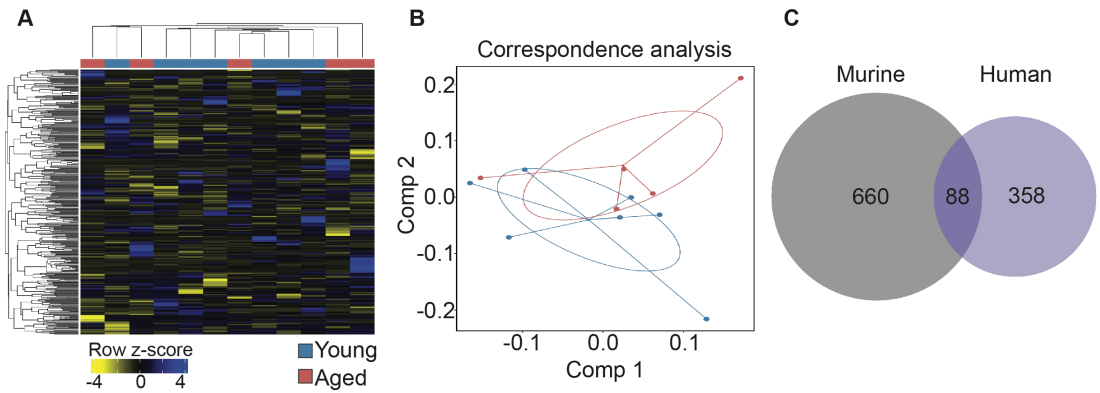 A
Row z-score
-4 0 4
Young
Aged
B
Correspondence analysis
Comp 2
0.2
0.1
0.0
-0.1
-0.2
-0.1 0.0 0.1
Comp 1
C
Murine Human
660 88 358